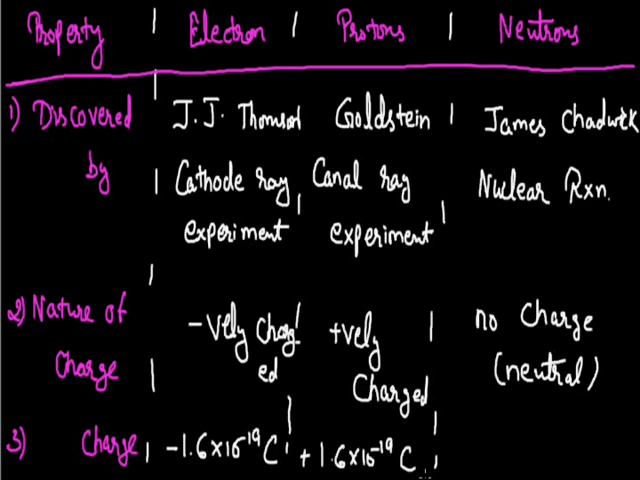 Property | Electron | Protons | Neutrons
1) Discovered | J.J. Thomson Goldstein | James Chadwick
by | Cathode ray | Canal ray | Nuclear Rxn.
experiment experiment
2) Nature of | -vely charg | +vely | no Charge
Charge | ed Charged (neutral)
3) Charge | -1.6×10⁻¹⁹ C | +1.6×10⁻¹⁹ C |